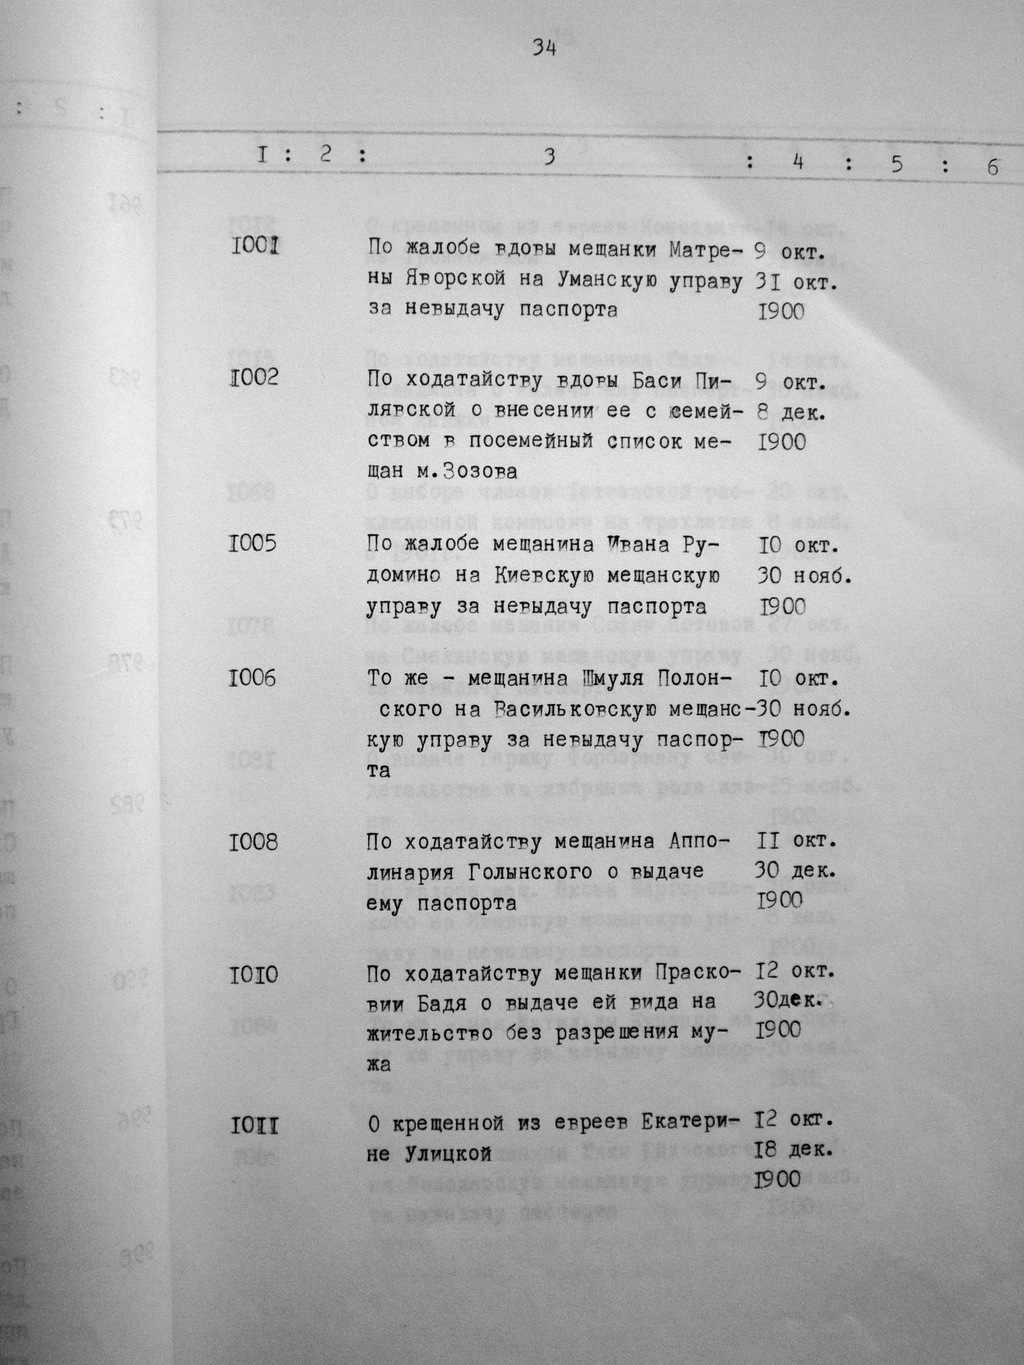 34
I : 2 : 3 : 4 : 5 : 6
I00I По жалобе вдовы мещанки Матре- 9 окт.
ны Яворской на Уманскую управу 3I окт.
за невыдачу паспорта I900
I002 По ходатайству вдовы Баси Пи- 9 окт.
лявской о внесении ее с семей- 8 дек.
ством в посемейный список ме- I900
щан м.Зозова
I005 По жалобе мещанина Ивана Ру- I0 окт.
домино на Киевскую мещанскую 30 нояб.
управу за невыдачу паспорта I900
I006 То же - мещанина Шмуля Полон- I0 окт.
ского на Васильковскую мещанс-30 нояб.
кую управу за невыдачу паспор- I900
та
I008 По ходатайству мещанина Аппо- II окт.
линария Голынского о выдаче 30 дек.
ему паспорта I900
I0I0 По ходатайству мещанки Праско- I2 окт.
вии Бадя о выдаче ей вида на 30дек.
жительство без разрешения му- I900
жа
I0II О крещенной из евреев Екатери- I2 окт.
не Улицкой I8 дек.
I900